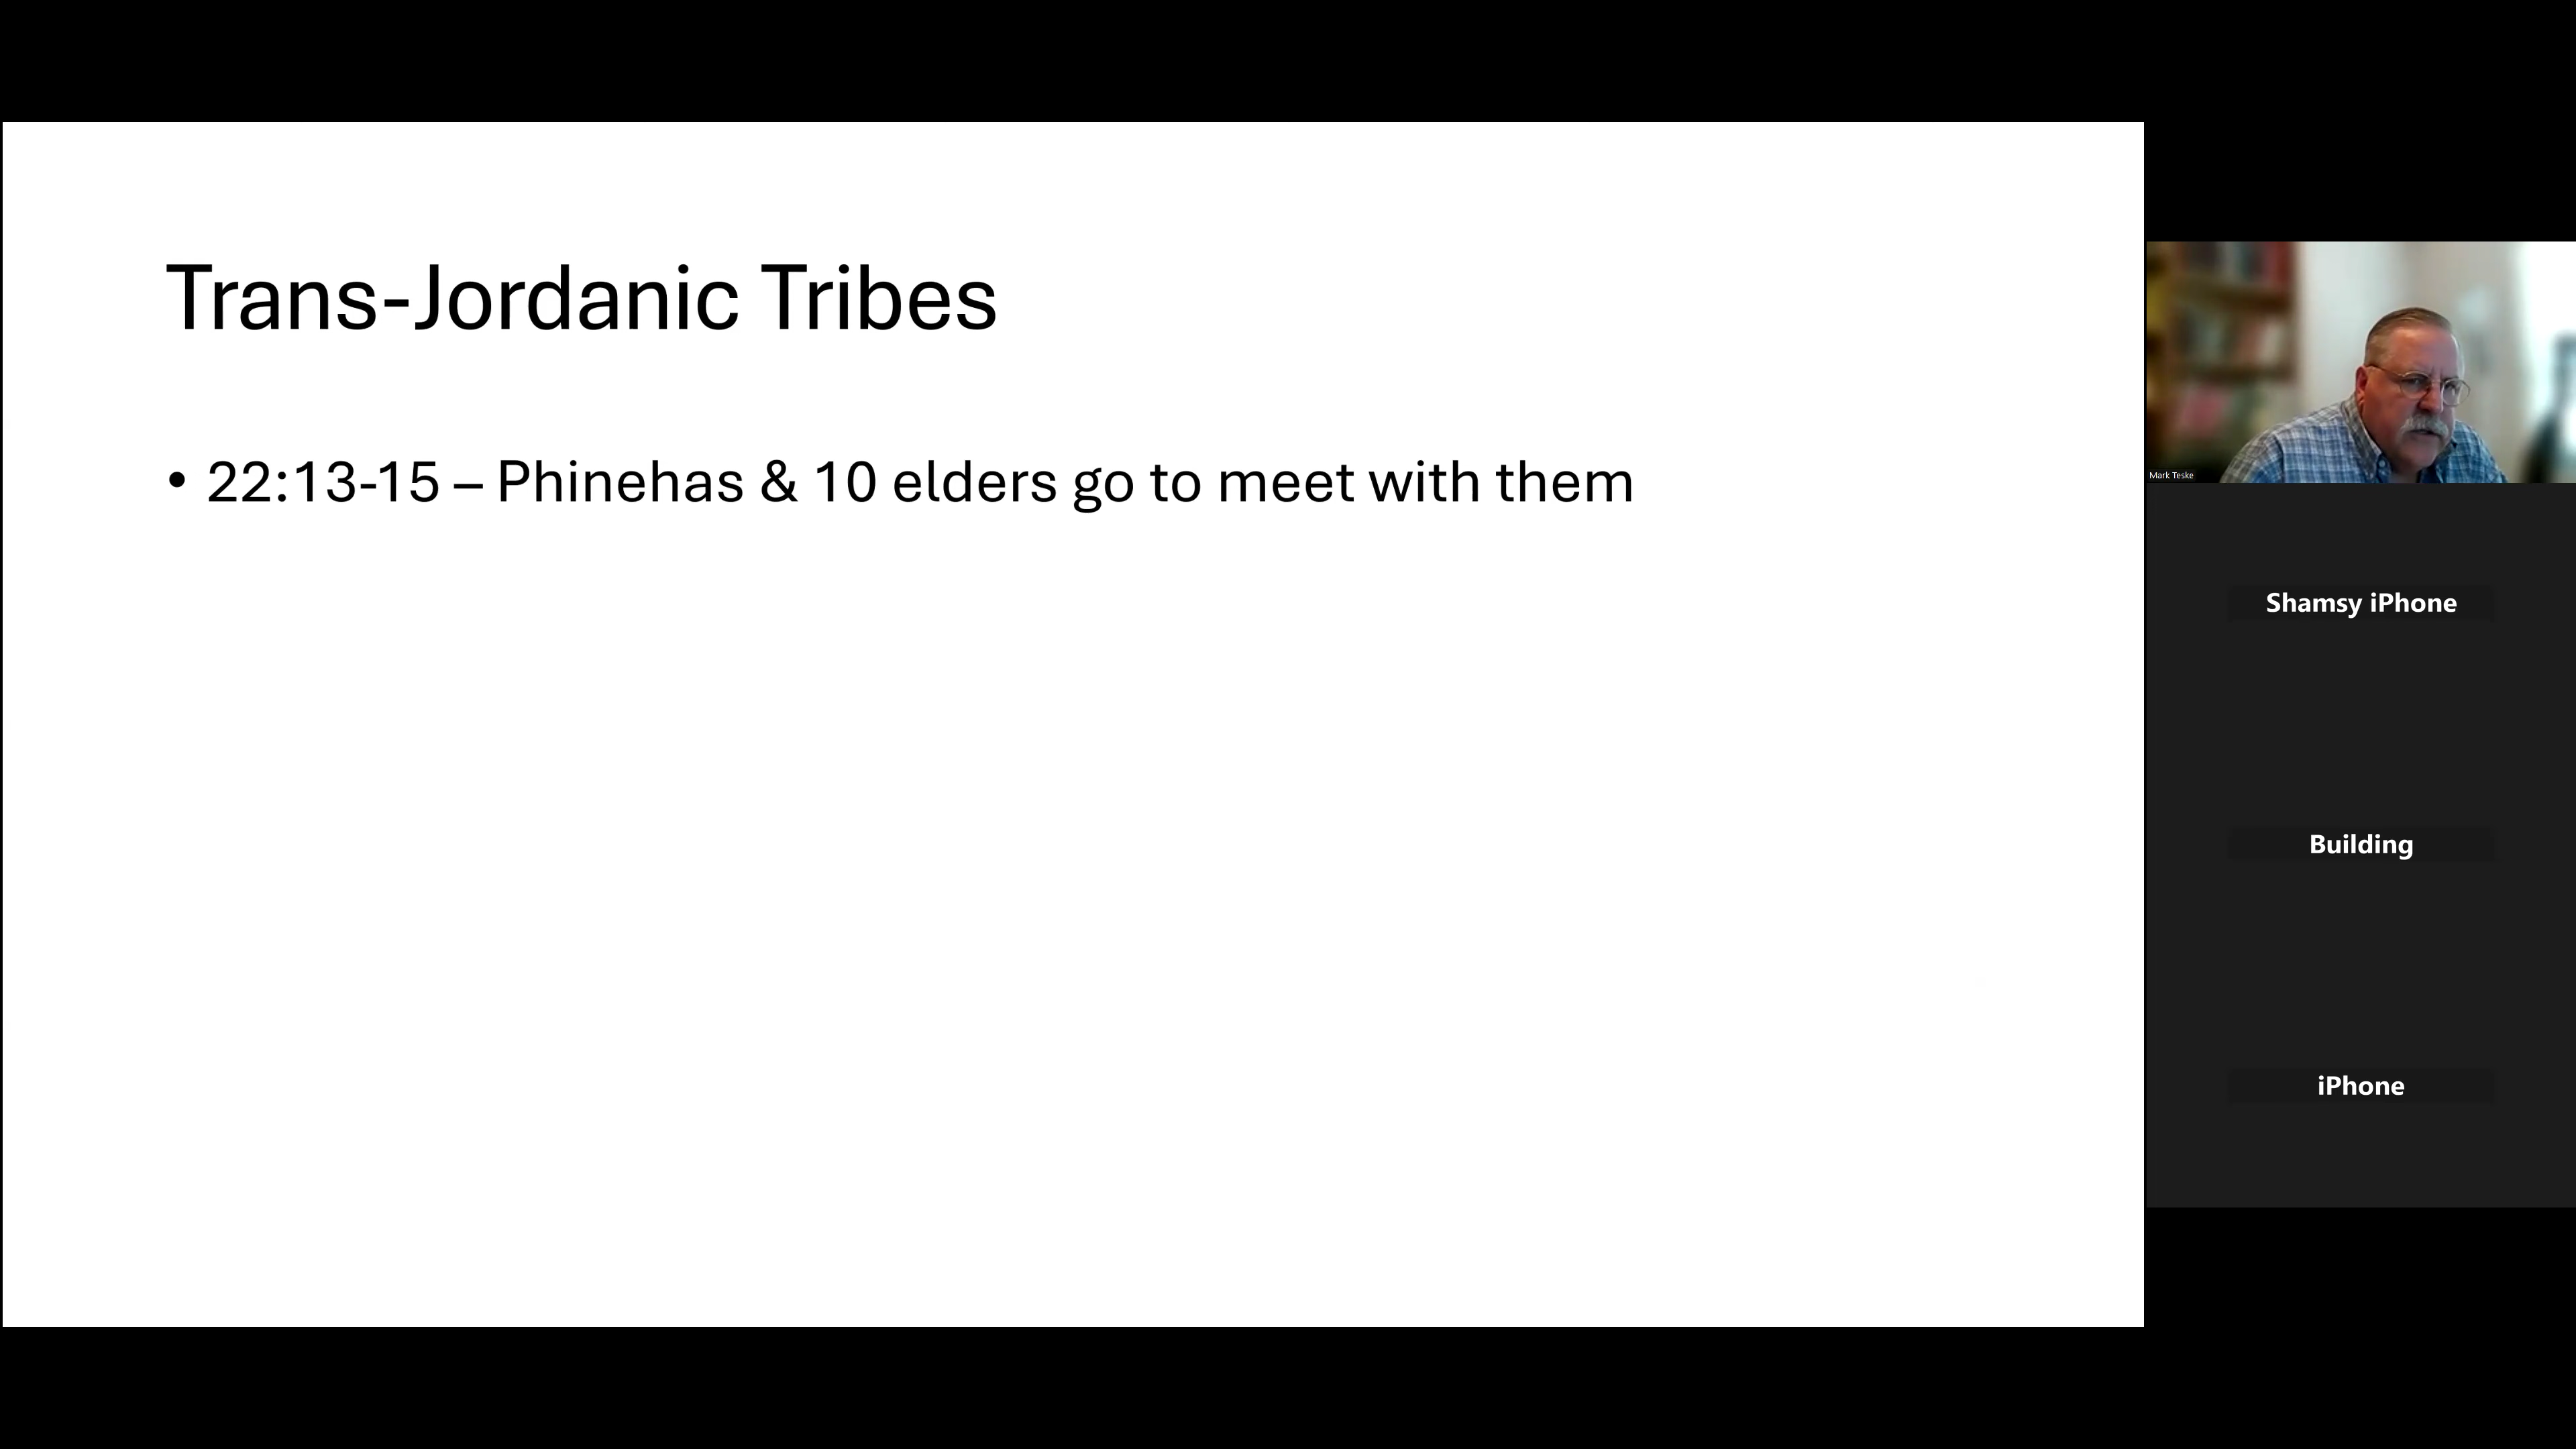 Trans-Jordanic Tribes
• 22:13-15 – Phinehas & 10 elders go to meet with them
Mark Teske
Shamsy iPhone
Building
iPhone